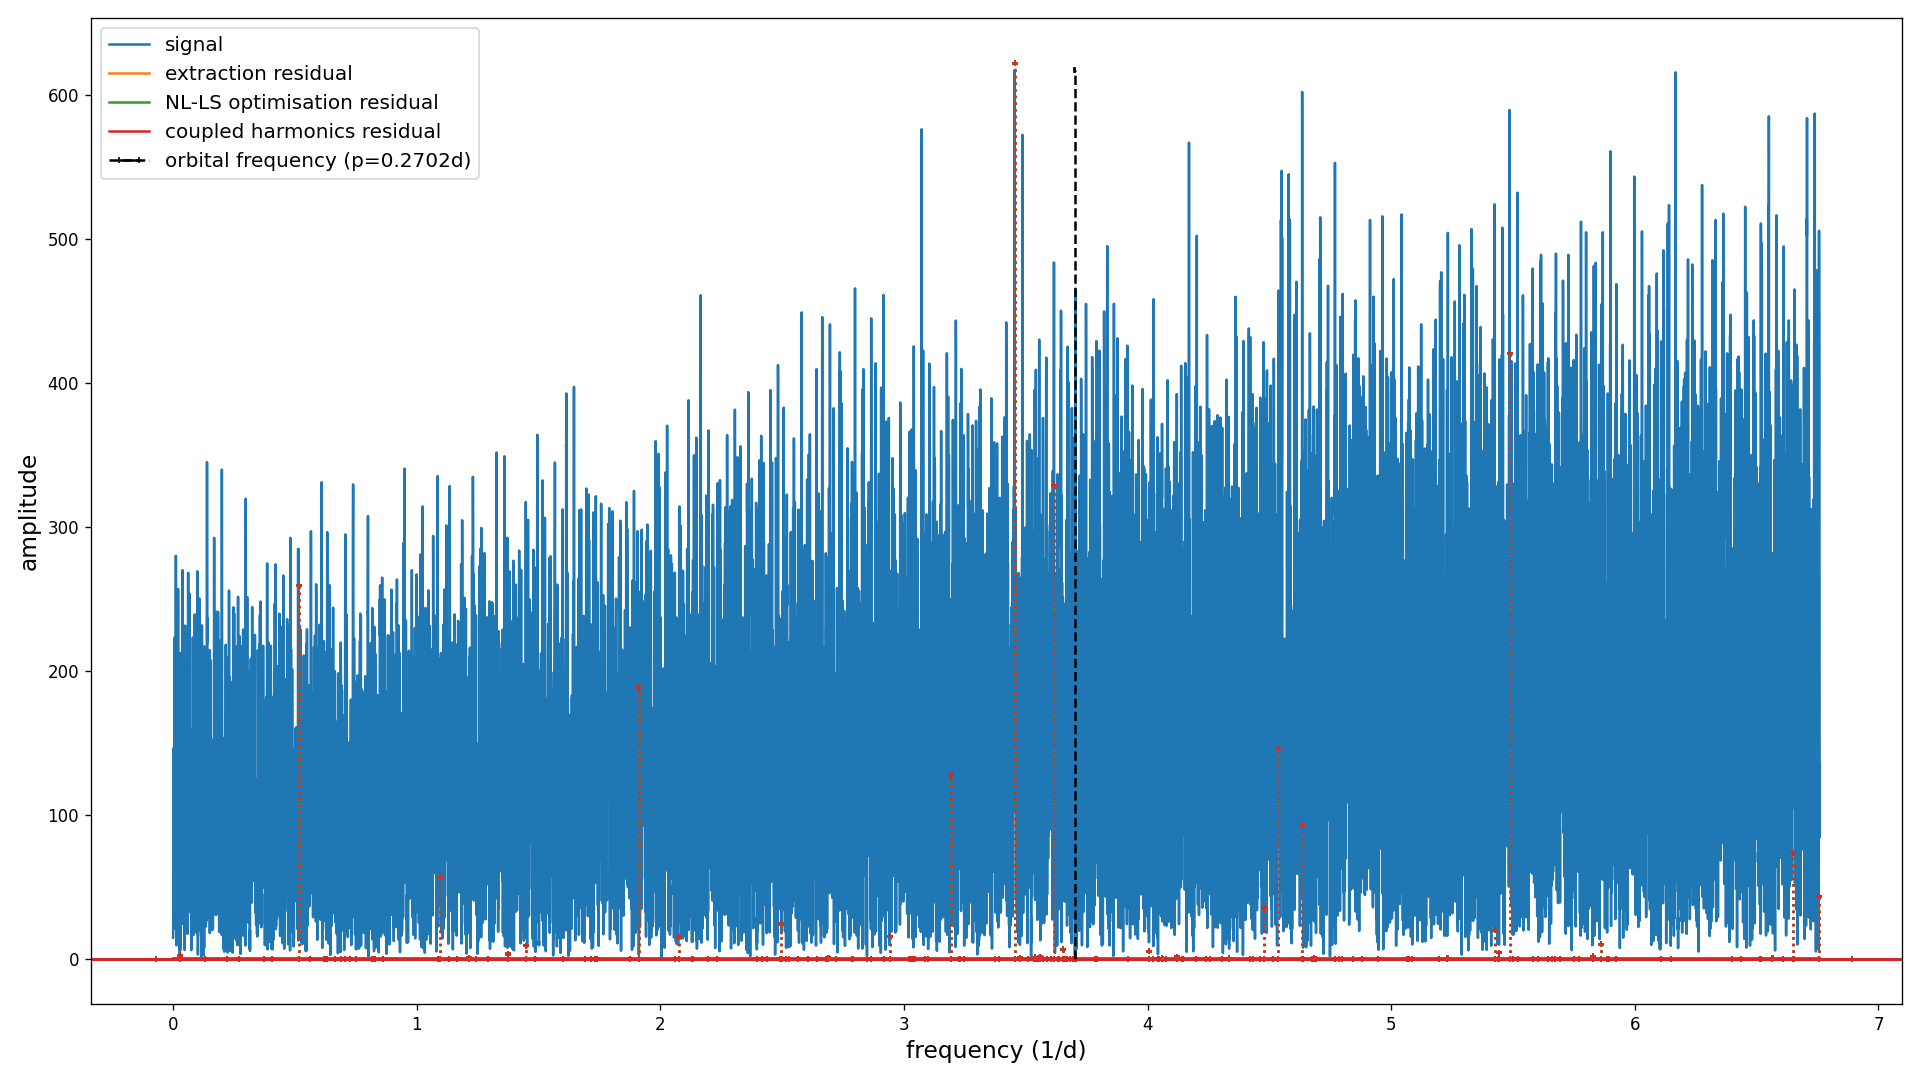 signal
extraction residual
NL-LS optimisation residual
coupled harmonics residual
orbital frequency (p=0.2702d)
amplitude
600
500
400
300
200
100
0
0 1 2 3 4 5 6 7
frequency (1/d)